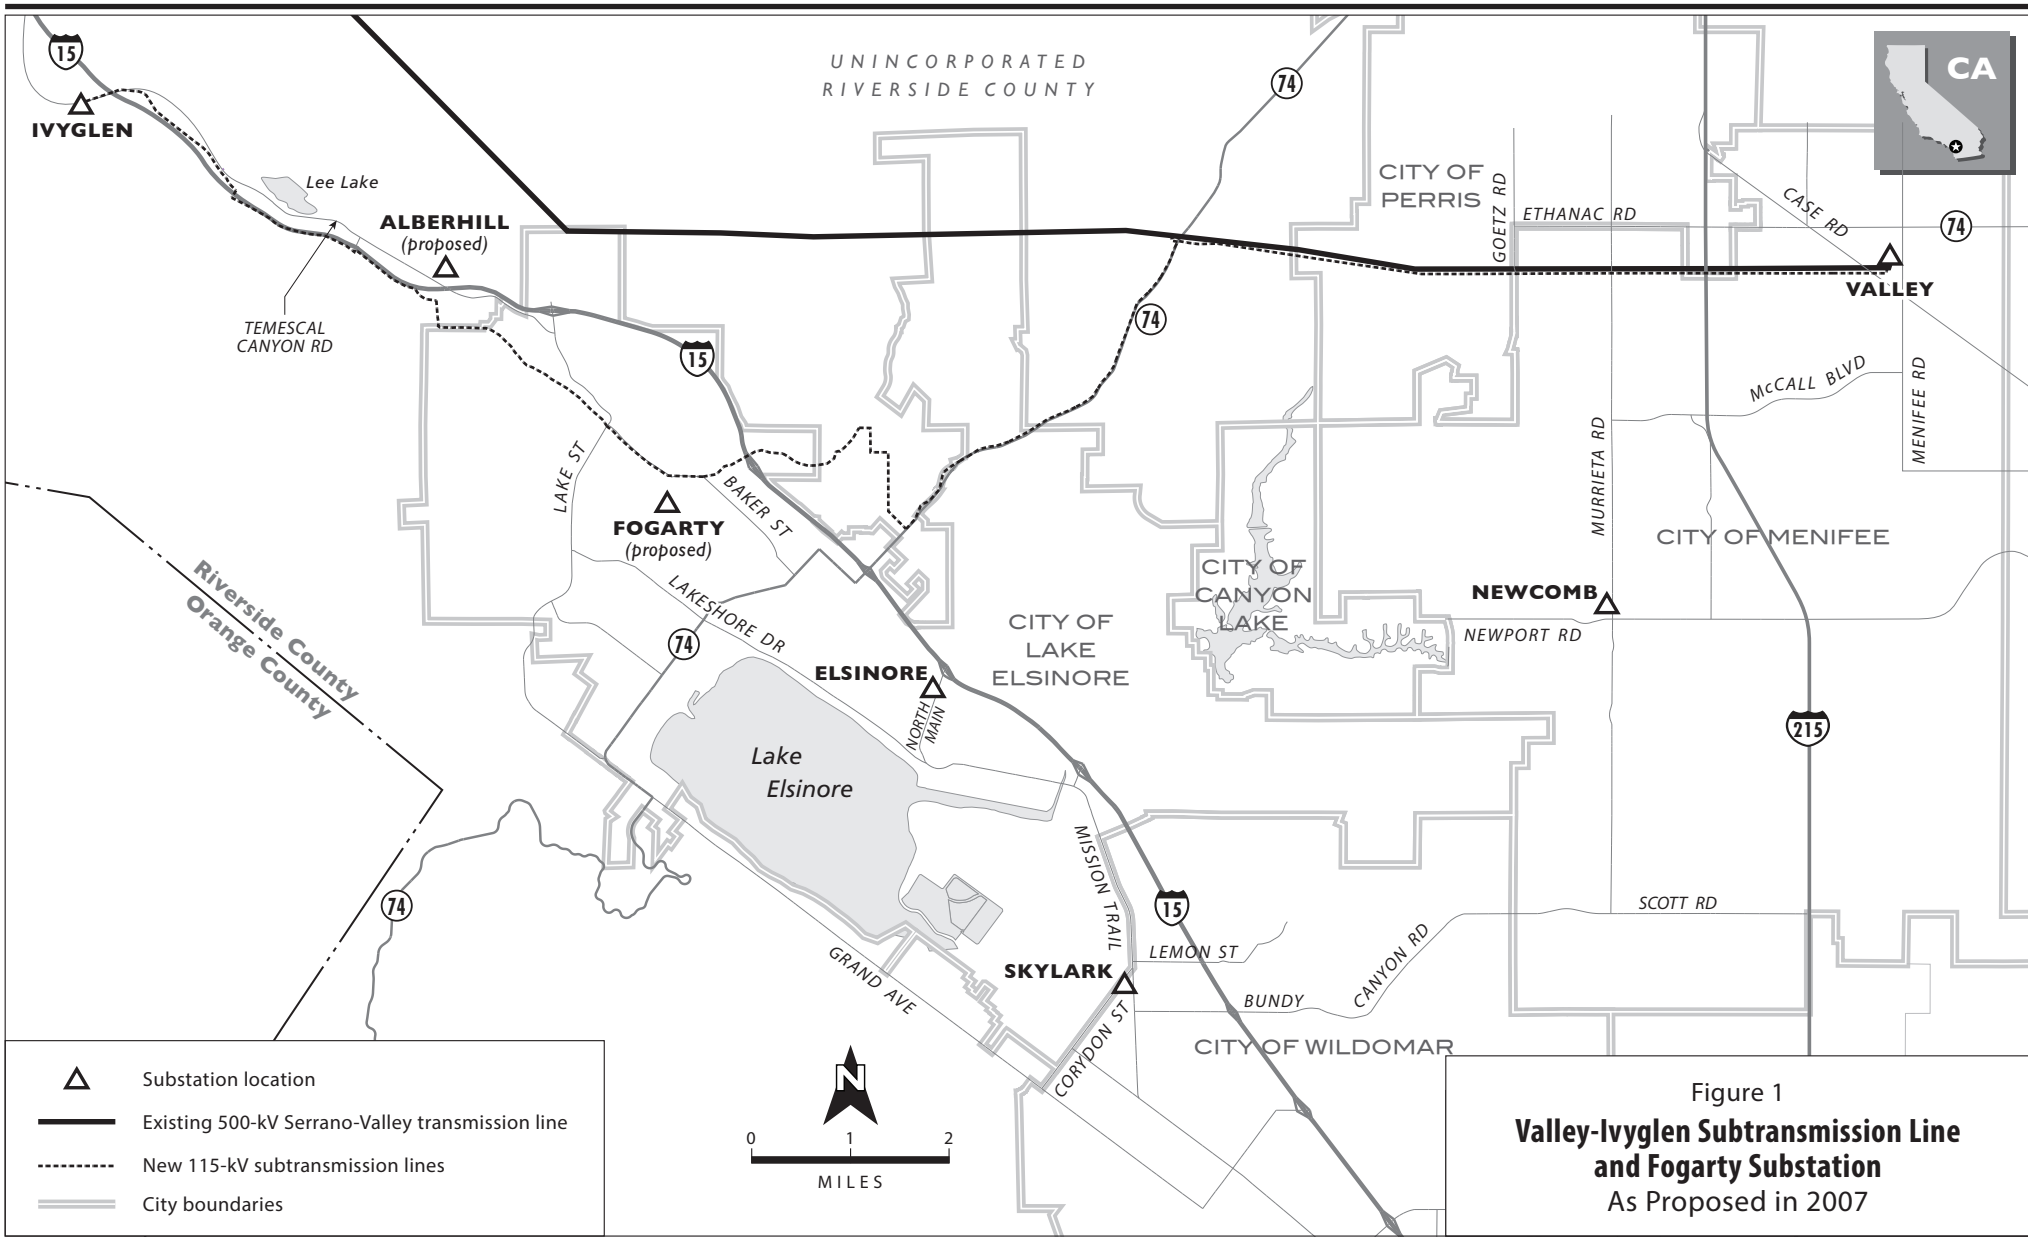 15
UNINCORPORATED
RIVERSIDE COUNTY
74
CA
IVYGLEN
Lee Lake
ALBERHILL
(proposed)
CITY OF
PERRIS
GOETZ RD
ETHANAC RD
CASE RD
74
VALLEY
TEMESCAL
CANYON RD
15
74
McCALL BLVD
MENIFEE RD
MURRIETA RD
LAKE ST
BAKER ST
FOGARTY
(proposed)
CITY OF MENIFEE
Riverside County
Orange County
LAKESHORE DR
CITY OF
CANYON
LAKE
NEWCOMB
NEWPORT RD
CITY OF
LAKE
ELSINORE
74
ELSINORE
NORTH
MAIN
215
Lake
Elsinore
MISSION TRAIL
74
15
SCOTT RD
LEMON ST
CANYON RD
GRAND AVE
SKYLARK
BUNDY
CORYDON ST
CITY OF WILDOMAR
Substation location
Existing 500-kV Serrano-Valley transmission line
New 115-kV subtransmission lines
City boundaries
N
0 1 2
MILES
Figure 1
Valley-Ivyglen Subtransmission Line
and Fogarty Substation
As Proposed in 2007